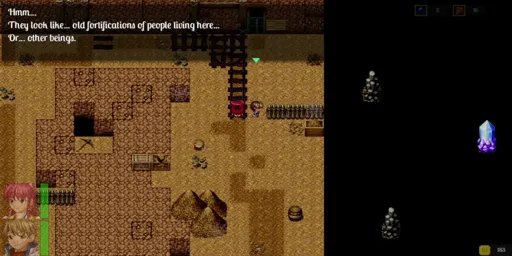 Hmm...
They look like... old fortifications of people living here...
Or... other beings.